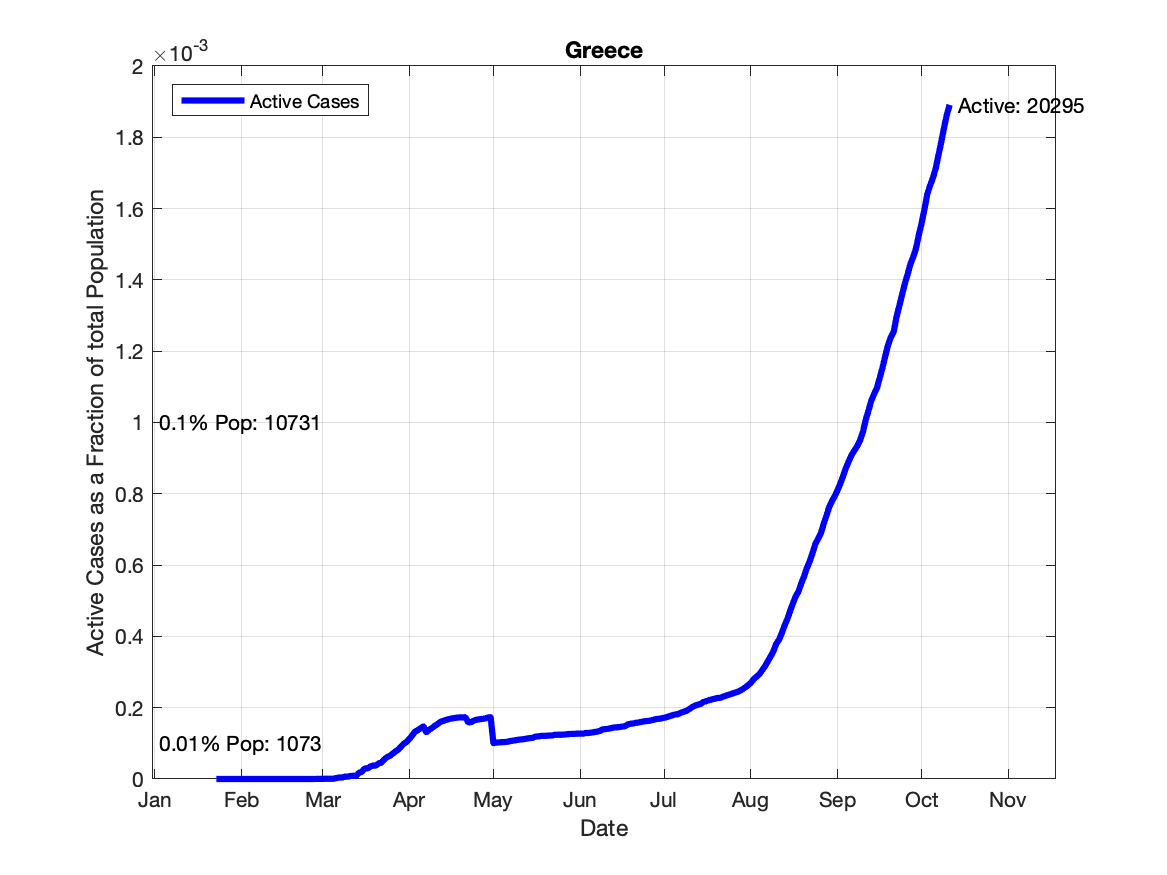 Greece
×10-3
2
1.8
1.6
1.4
1.2
1
0.8
0.6
0.4
0.2
0
Active Cases as a Fraction of total Population
Active Cases
Active: 20295
0.1% Pop: 10731
0.01% Pop: 1073
Jan Feb Mar Apr May Jun Jul Aug Sep Oct Nov
Date